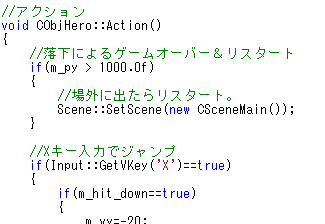 //アクション
void CObjHero::Action()
{
//落下によるゲームオーバー＆リスタート
if(m_py > 1000.0f)
{
//場外に出たらリスタート。
Scene::SetScene(new CSceneMain());
}
//Xキー入力でジャンプ
if(Input::GetVKey('X')==true)
{
if(m_hit_down==true)
{
m_vy=-20;